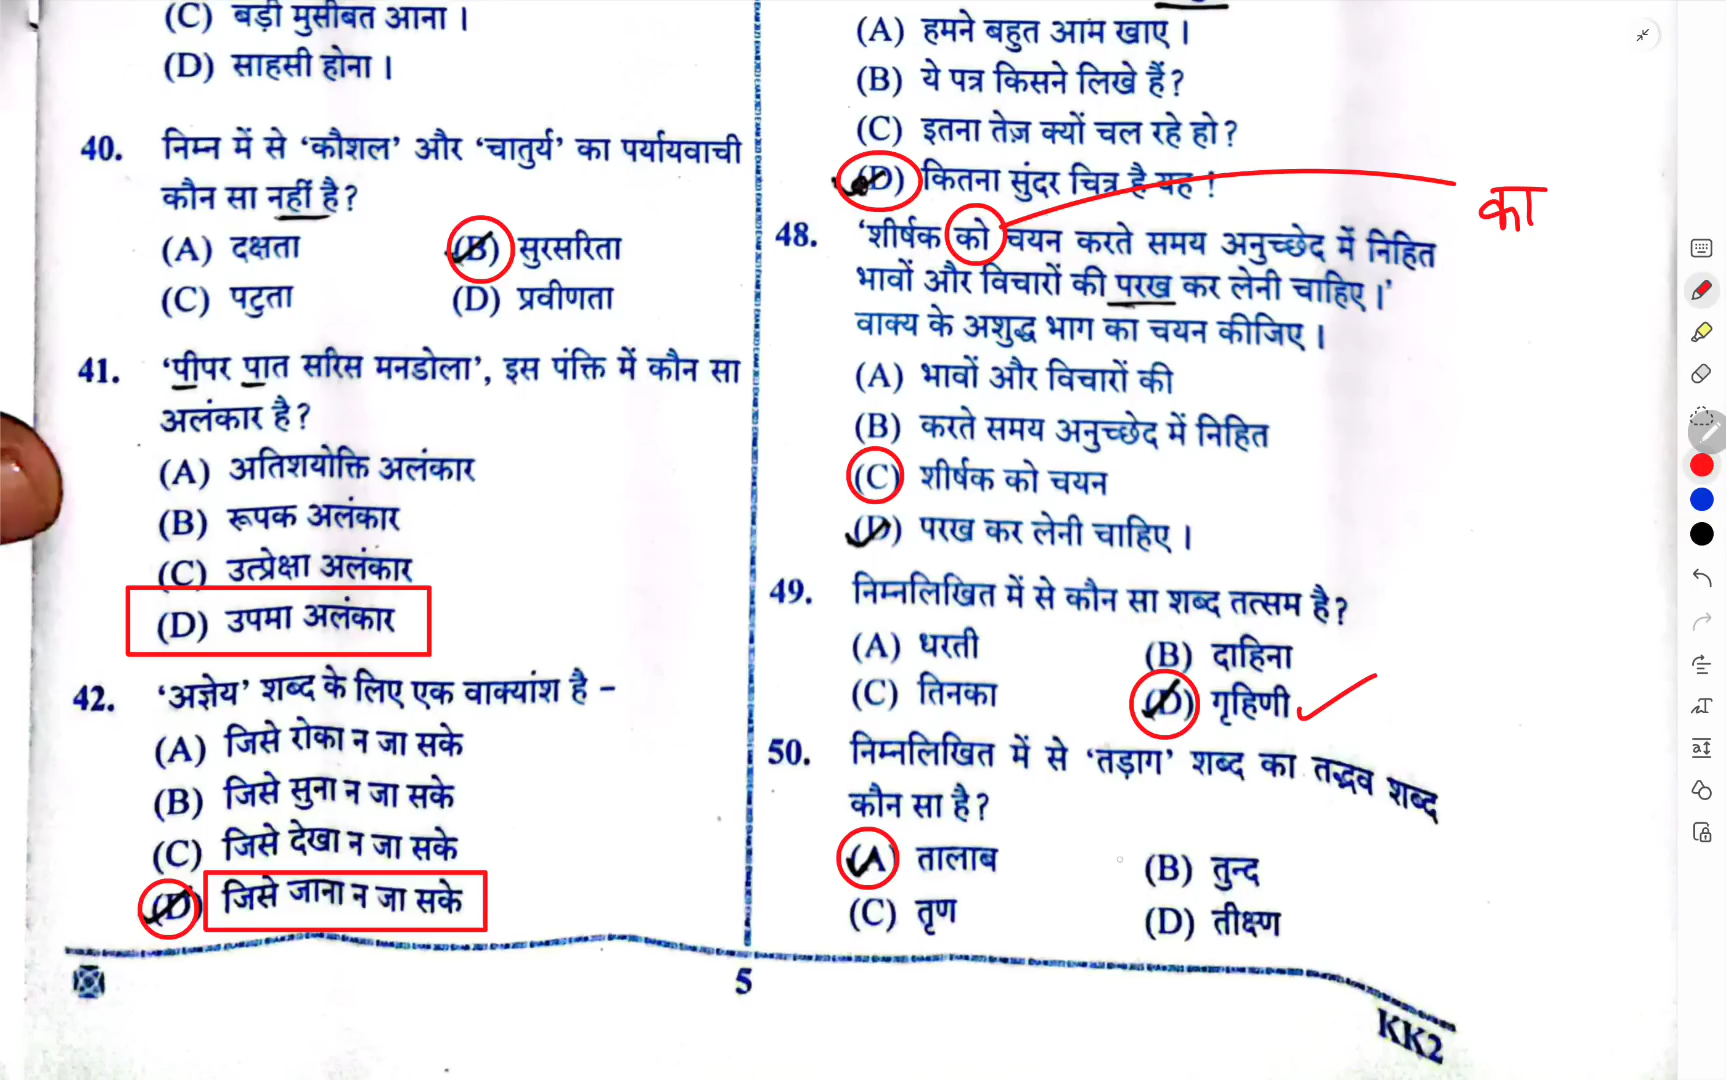 (C) बड़ी मुसीबत आना ।
(D) साहसी होना ।
40. निम्न में से ‘कौशल’ और ‘चातुर्य’ का पर्यायवाची
कौन सा नहीं है?
(A) दक्षता (B) सुरसरिता
(C) पटुता (D) प्रवीणता
41. ‘पीपर पात सरिस मनडोला’, इस पंक्ति में कौन सा
अलंकार है?
(A) अतिशयोक्ति अलंकार
(B) रूपक अलंकार
(C) उत्प्रेक्षा अलंकार
(D) उपमा अलंकार
42. ‘अज्ञेय’ शब्द के लिए एक वाक्यांश है –
(A) जिसे रोका न जा सके
(B) जिसे सुना न जा सके
(C) जिसे देखा न जा सके
(D) जिसे जाना न जा सके
(A) हमने बहुत आम खाए ।
(B) ये पत्र किसने लिखे हैं?
(C) इतना तेज़ क्यों चल रहे हो?
(D) कितना सुंदर चित्र है यह !
का
48. ‘शीर्षक को चयन करते समय अनुच्छेद में निहित
भावों और विचारों की परख कर लेनी चाहिए ।’
वाक्य के अशुद्ध भाग का चयन कीजिए ।
(A) भावों और विचारों की
(B) करते समय अनुच्छेद में निहित
(C) शीर्षक को चयन
(D) परख कर लेनी चाहिए ।
49. निम्नलिखित में से कौन सा शब्द तत्सम है?
(A) धरती (B) दाहिना
(C) तिनका (D) गृहिणी
50. निम्नलिखित में से ‘तड़ाग’ शब्द का तद्भव शब्द
कौन सा है?
(A) तालाब (B) तुन्द
(C) तृण (D) तीक्ष्ण
5
KK2